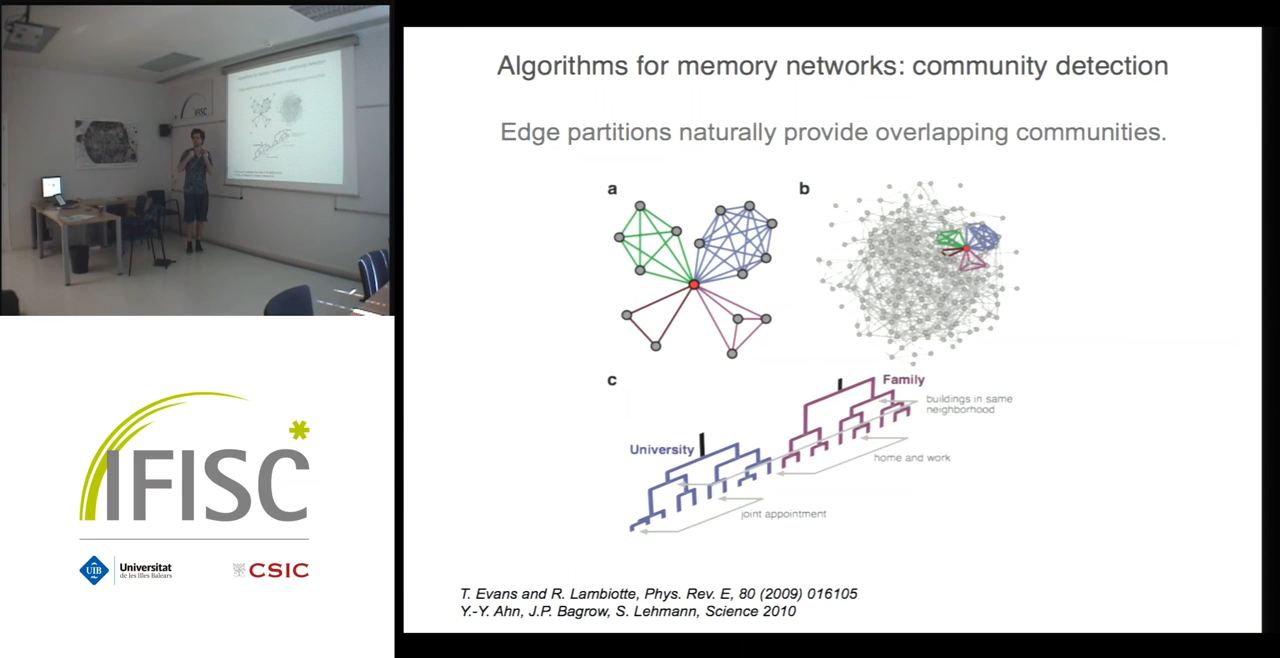 IFISC
Algorithms for memory networks: community detection
Edge partitions naturally provide overlapping communities.
a
b
c
Family
buildings in same
neighborhood
University
home and work
joint appointment
T. Evans and R. Lambiotte, Phys. Rev. E, 80 (2009) 016105
Y.-Y. Ahn, J.P. Bagrow, S. Lehmann, Science 2010
IFISC
UIB
Universitat
de les Illes Balears
CSIC